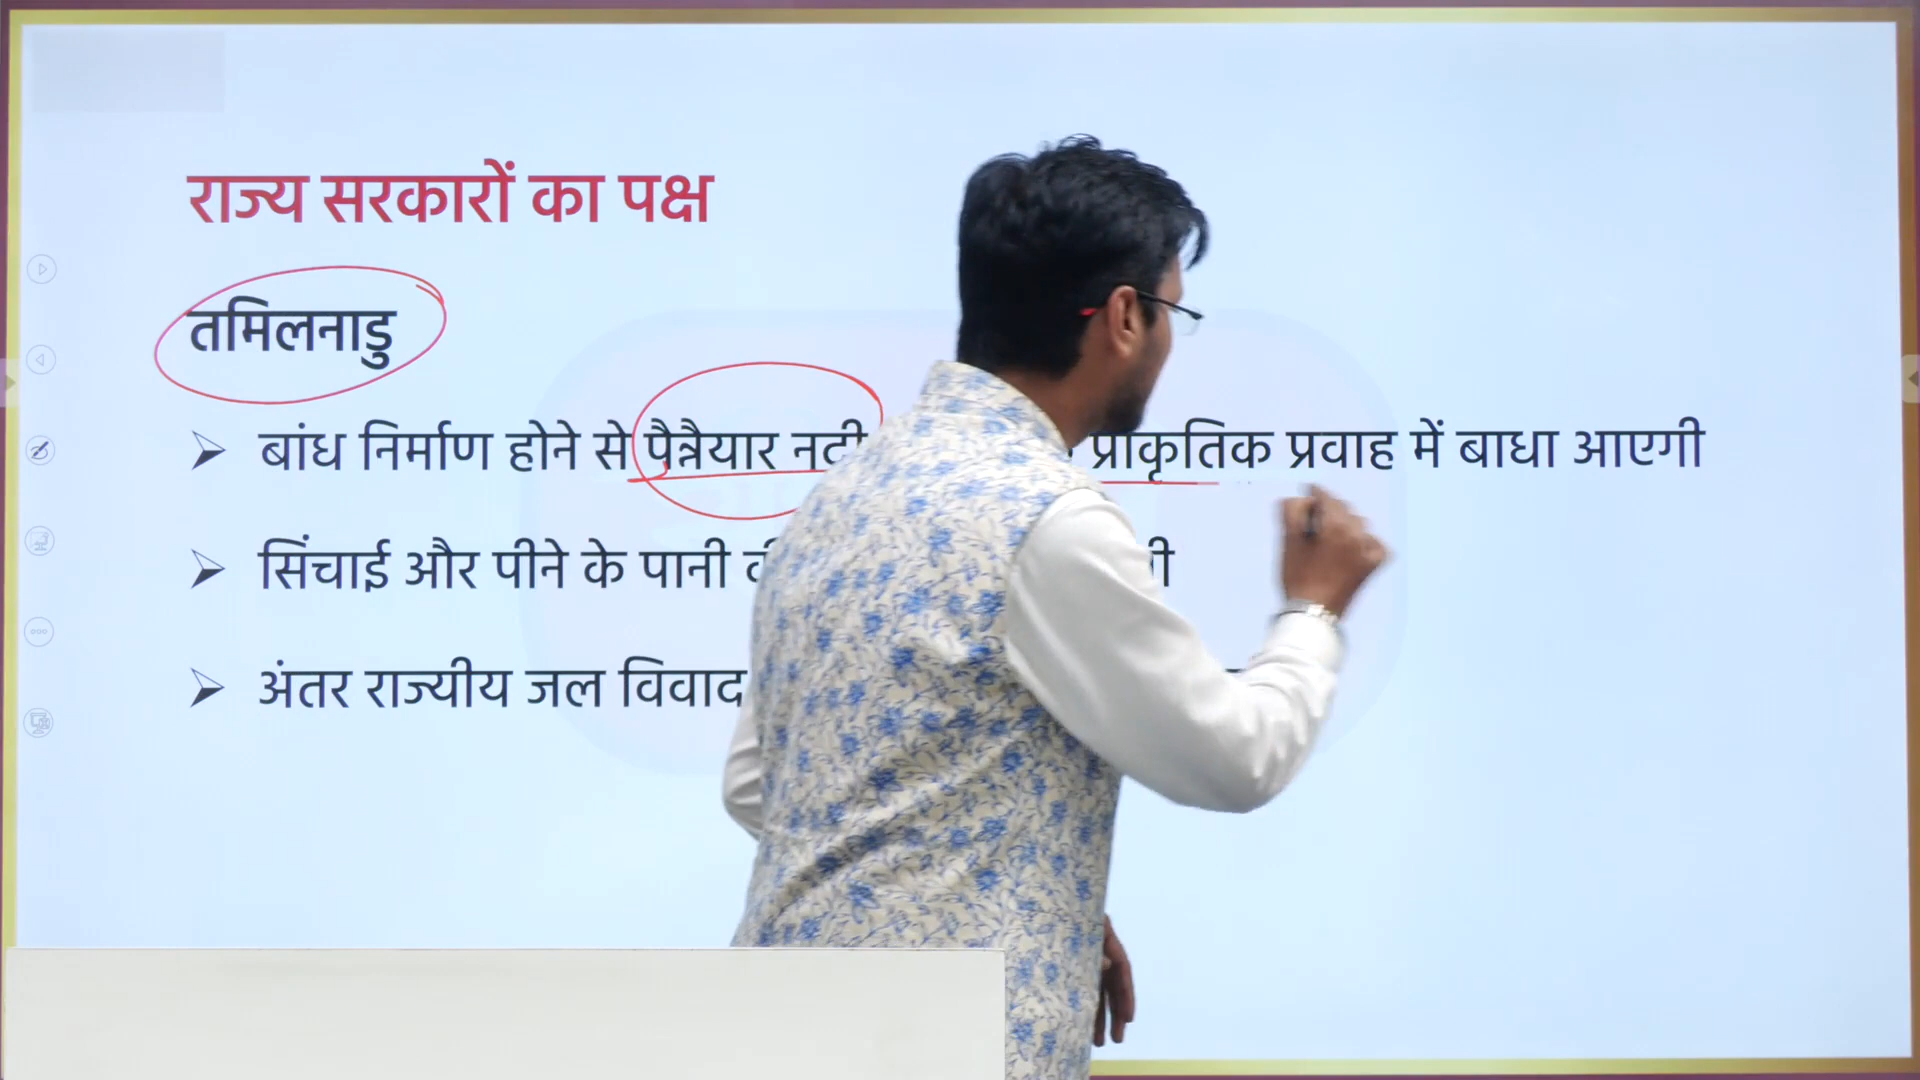 राज्य सरकारों का पक्ष
तमिलनाडु
बांध निर्माण होने से पैन्नैयार नदी प्राकृतिक प्रवाह में बाधा आएगी
सिंचाई और पीने के पानी
अंतर राज्यीय जल विवाद